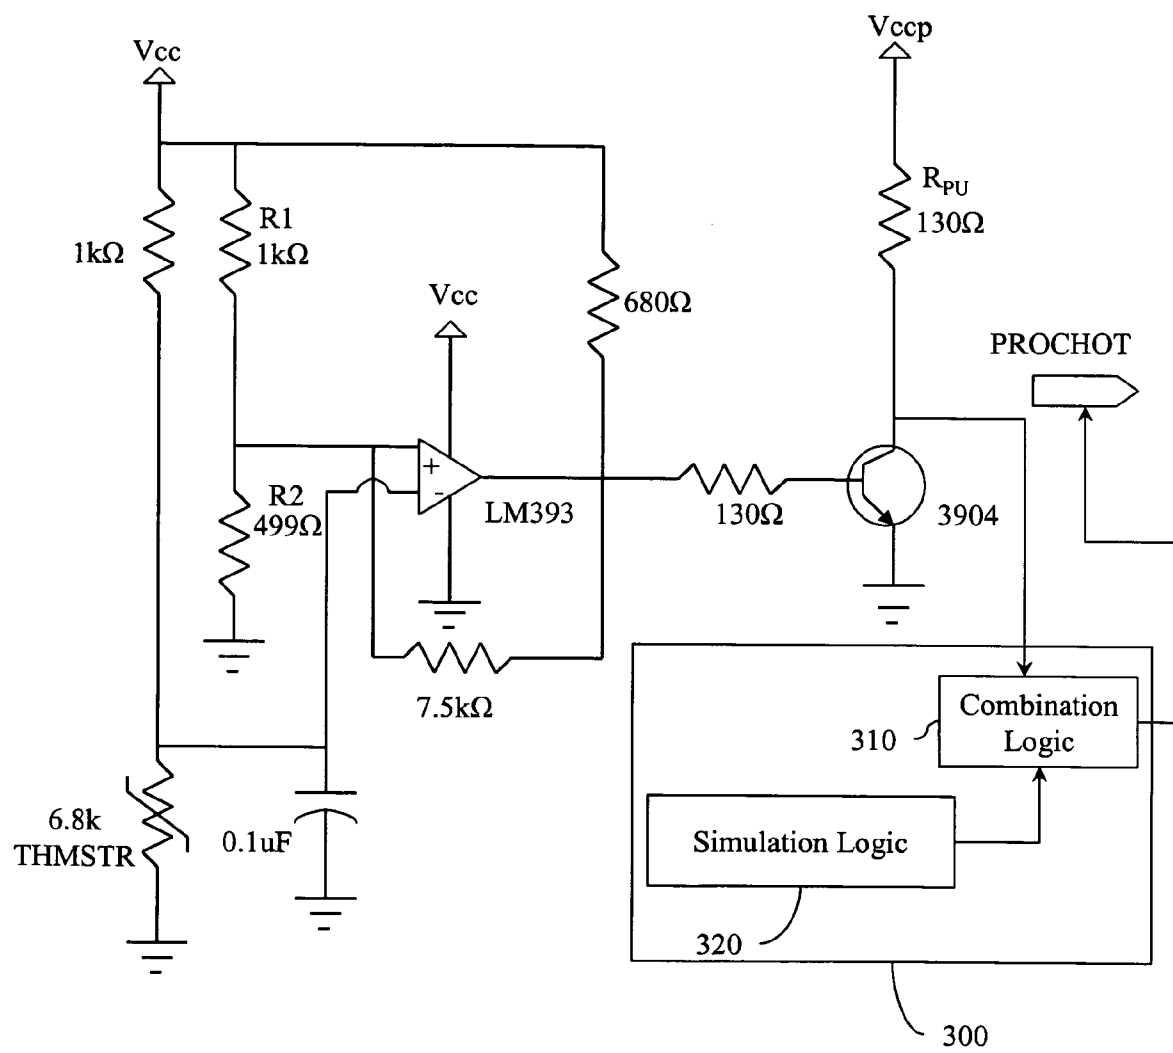 Vccp
Vcc
R_PU
130Ω
R1
1kΩ
1kΩ
Vcc
680Ω
PROCHOT
+
-
R2
499Ω
LM393
130Ω
3904
7.5kΩ
Combination
Logic
310
6.8k
THMSTR
0.1uF
Simulation Logic
320
300